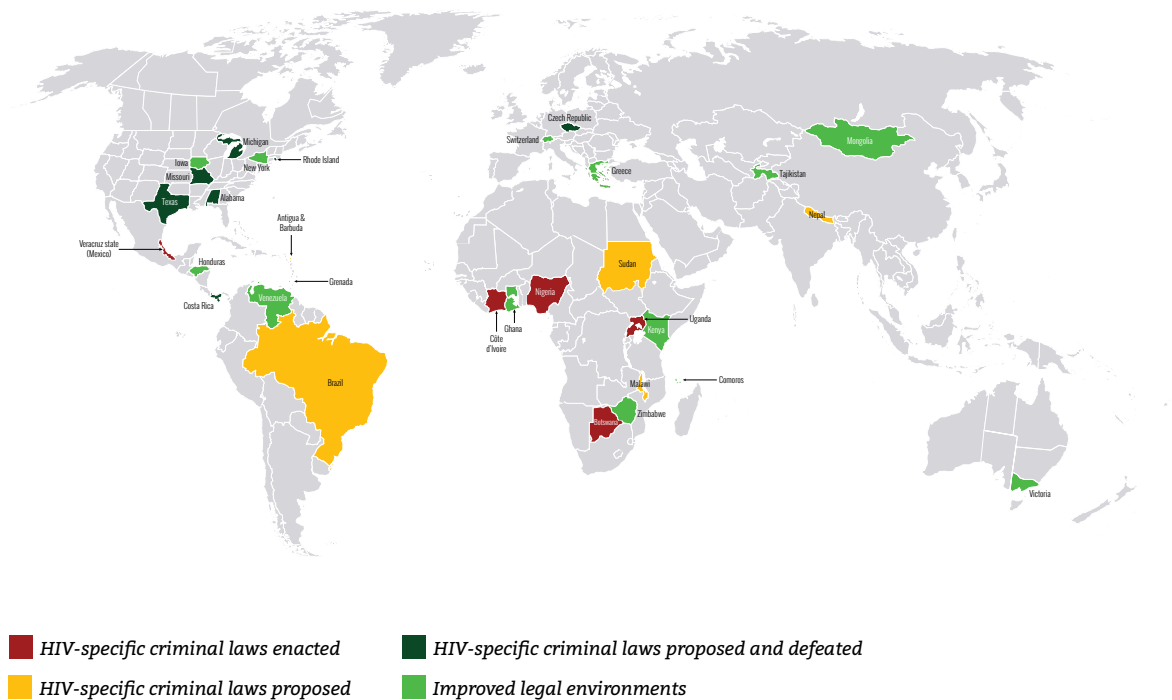 Czech Republic
Switzerland
Michigan
Mongolia
Iowa
Rhode Island
New York
Greece
Missouri
Tajikistan
Alabama
Texas
Nepal
Antigua &
Barbuda
Veracruz state
(Mexico)
Honduras
Sudan
Grenada
Nigeria
Venezuela
Costa Rica
Uganda
Ghana
Kenya
Côte
d'Ivoire
Brazil
Malawi
Comoros
Zimbabwe
Botswana
Victoria
HIV-specific criminal laws enacted
HIV-specific criminal laws proposed and defeated
HIV-specific criminal laws proposed
Improved legal environments